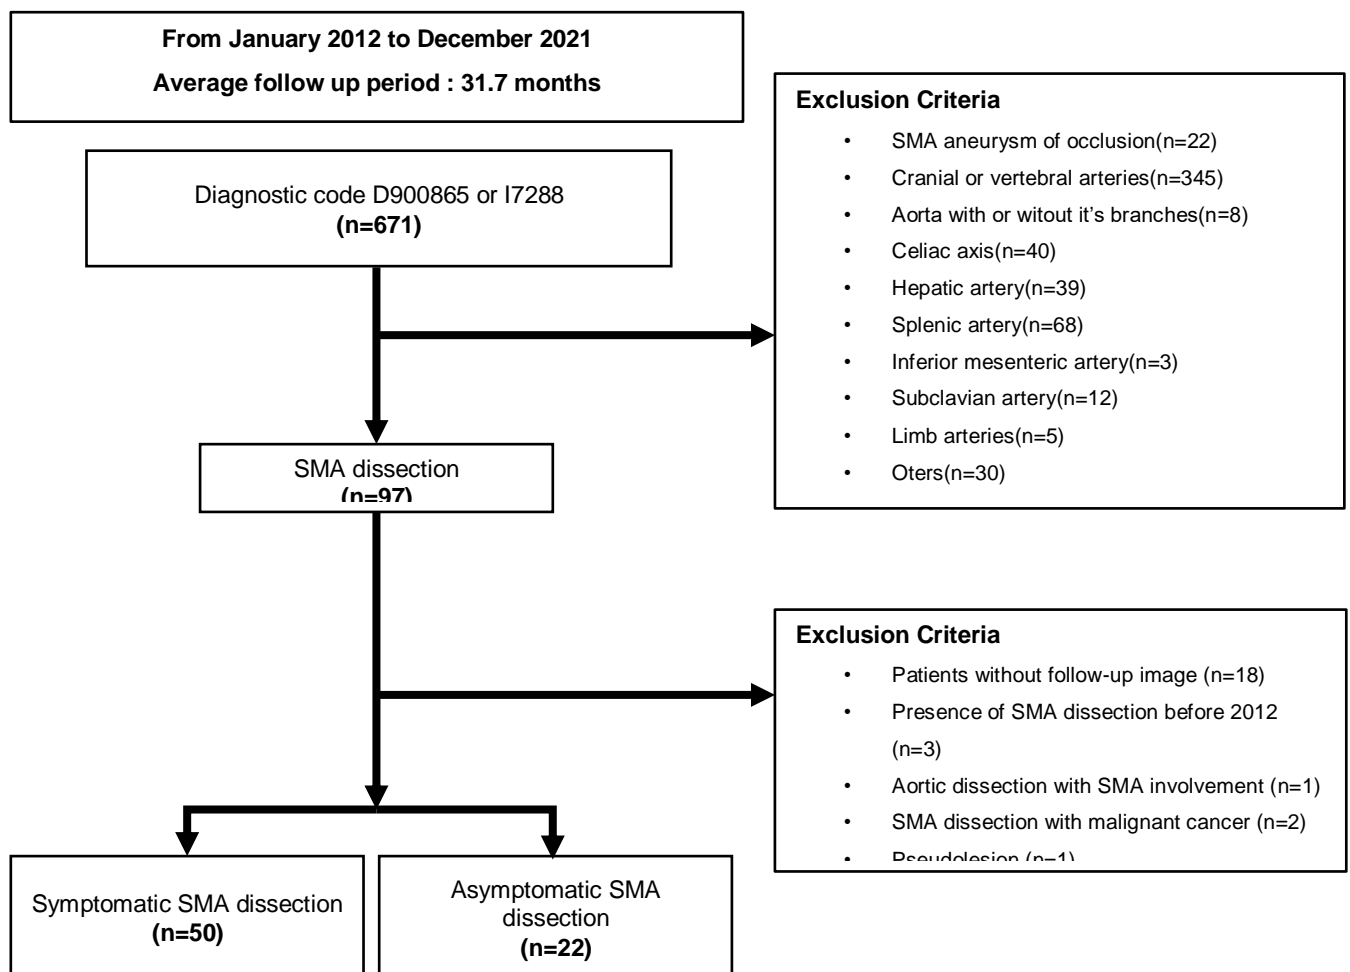 From January 2012 to December 2021
Average follow up period : 31.7 months
Diagnostic code D900865 or I7288
(n=671)
Exclusion Criteria
• SMA aneurysm of occlusion(n=22)
• Cranial or vertebral arteries(n=345)
• Aorta with or witout it’s branches(n=8)
• Celiac axis(n=40)
• Hepatic artery(n=39)
• Splenic artery(n=68)
• Inferior mesenteric artery(n=3)
• Subclavian artery(n=12)
• Limb arteries(n=5)
• Oters(n=30)
SMA dissection
(n=97)
Exclusion Criteria
• Patients without follow-up image (n=18)
• Presence of SMA dissection before 2012
(n=3)
• Aortic dissection with SMA involvement (n=1)
• SMA dissection with malignant cancer (n=2)
• Pseudolesion (n=1)
Symptomatic SMA dissection
(n=50)
Asymptomatic SMA
dissection
(n=22)